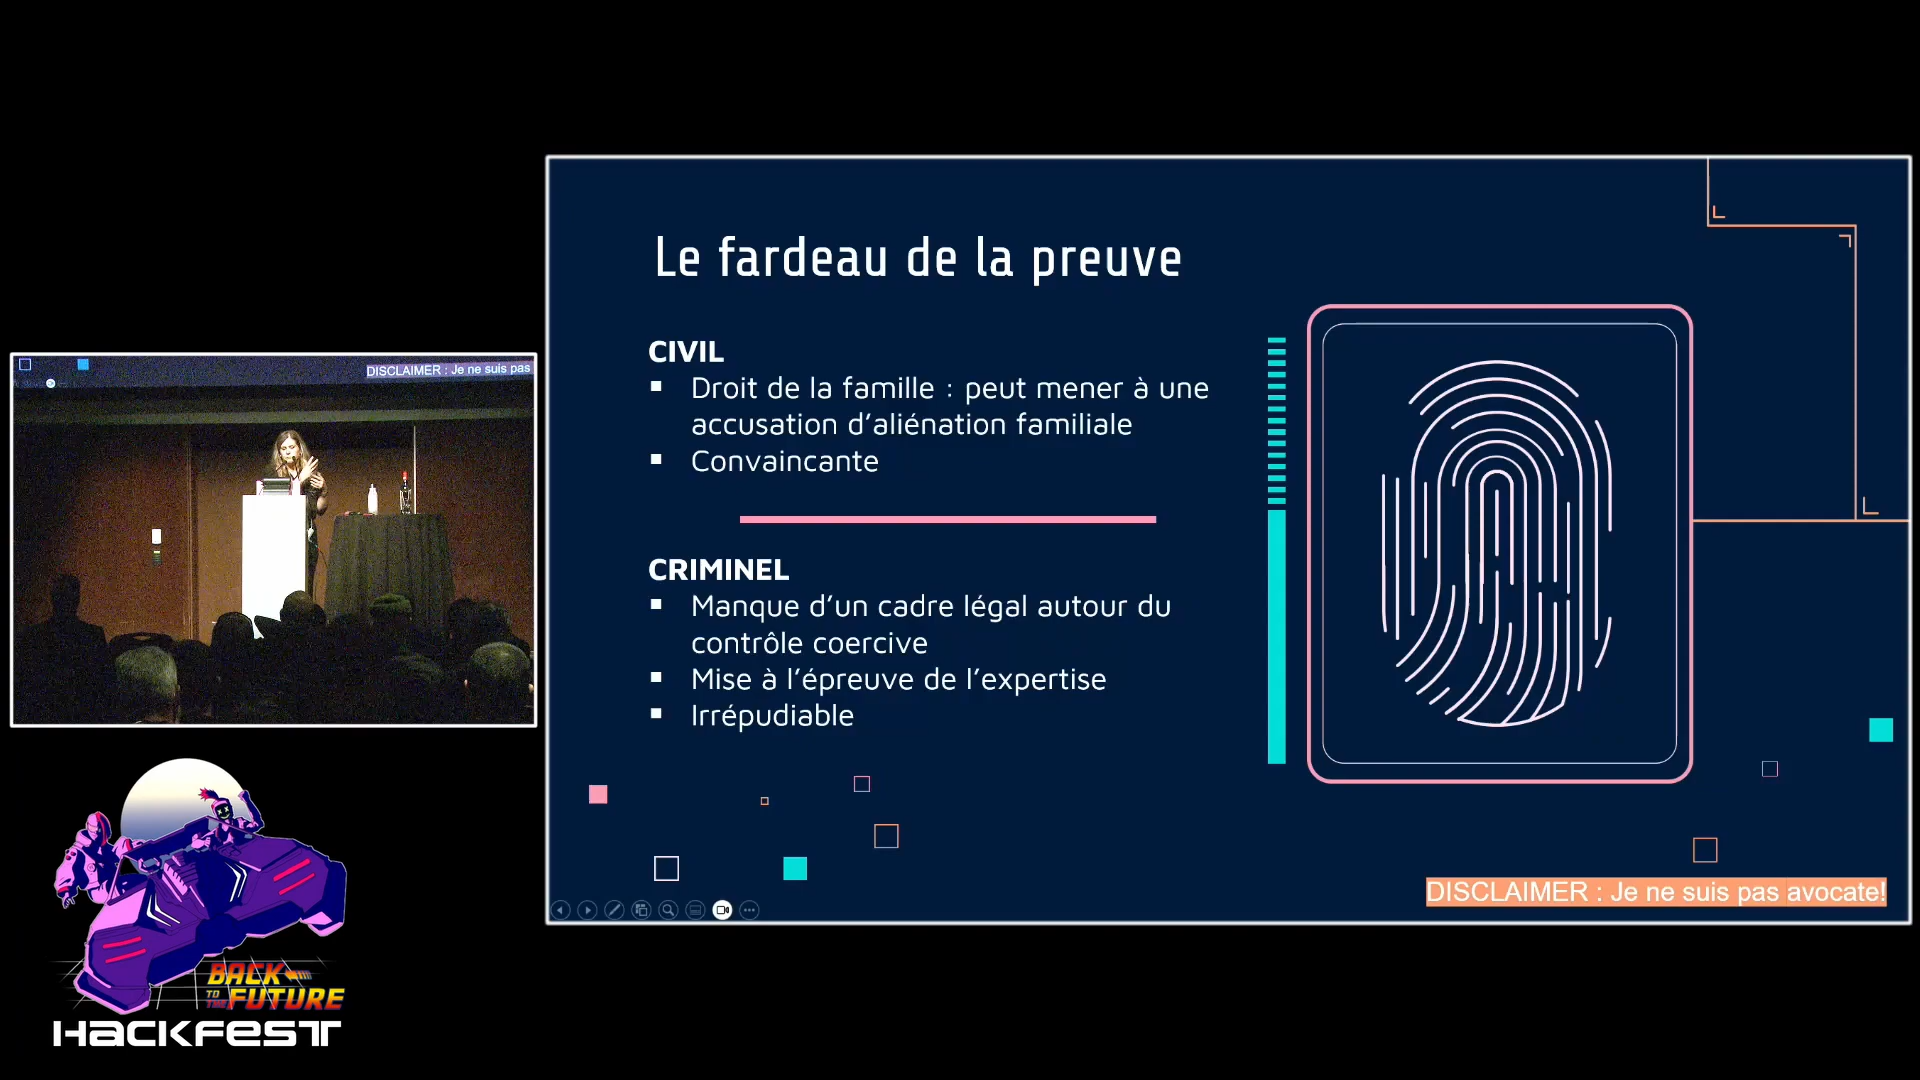 DISCLAIMER : Je ne suis pas
Le fardeau de la preuve
CIVIL
▪ Droit de la famille : peut mener à une
accusation d’aliénation familiale
▪ Convaincante
CRIMINEL
▪ Manque d’un cadre légal autour du
contrôle coercive
▪ Mise à l’épreuve de l’expertise
▪ Irrépudiable
DISCLAIMER : Je ne suis pas avocate!
BACK
TO THE FUTURE
HACKFEST